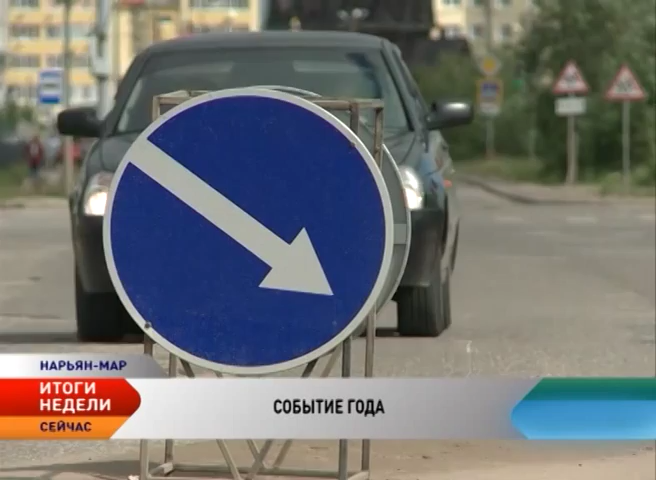 НАРЬЯН-МАР
ИТОГИ
НЕДЕЛИ
СЕЙЧАС
СОБЫТИЕ ГОДА